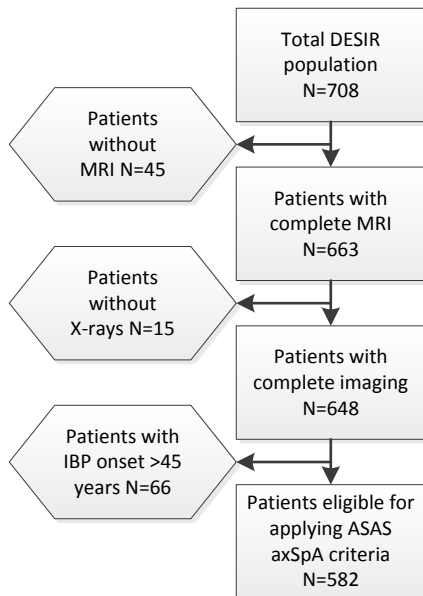 Total DESIR
population
N=708
Patients
without
MRI N=45
Patients with
complete MRI
N=663
Patients
without
X-rays N=15
Patients with
complete imaging
N=648
Patients with
IBP onset >45
years N=66
Patients eligible for
applying ASAS
axSpA criteria
N=582